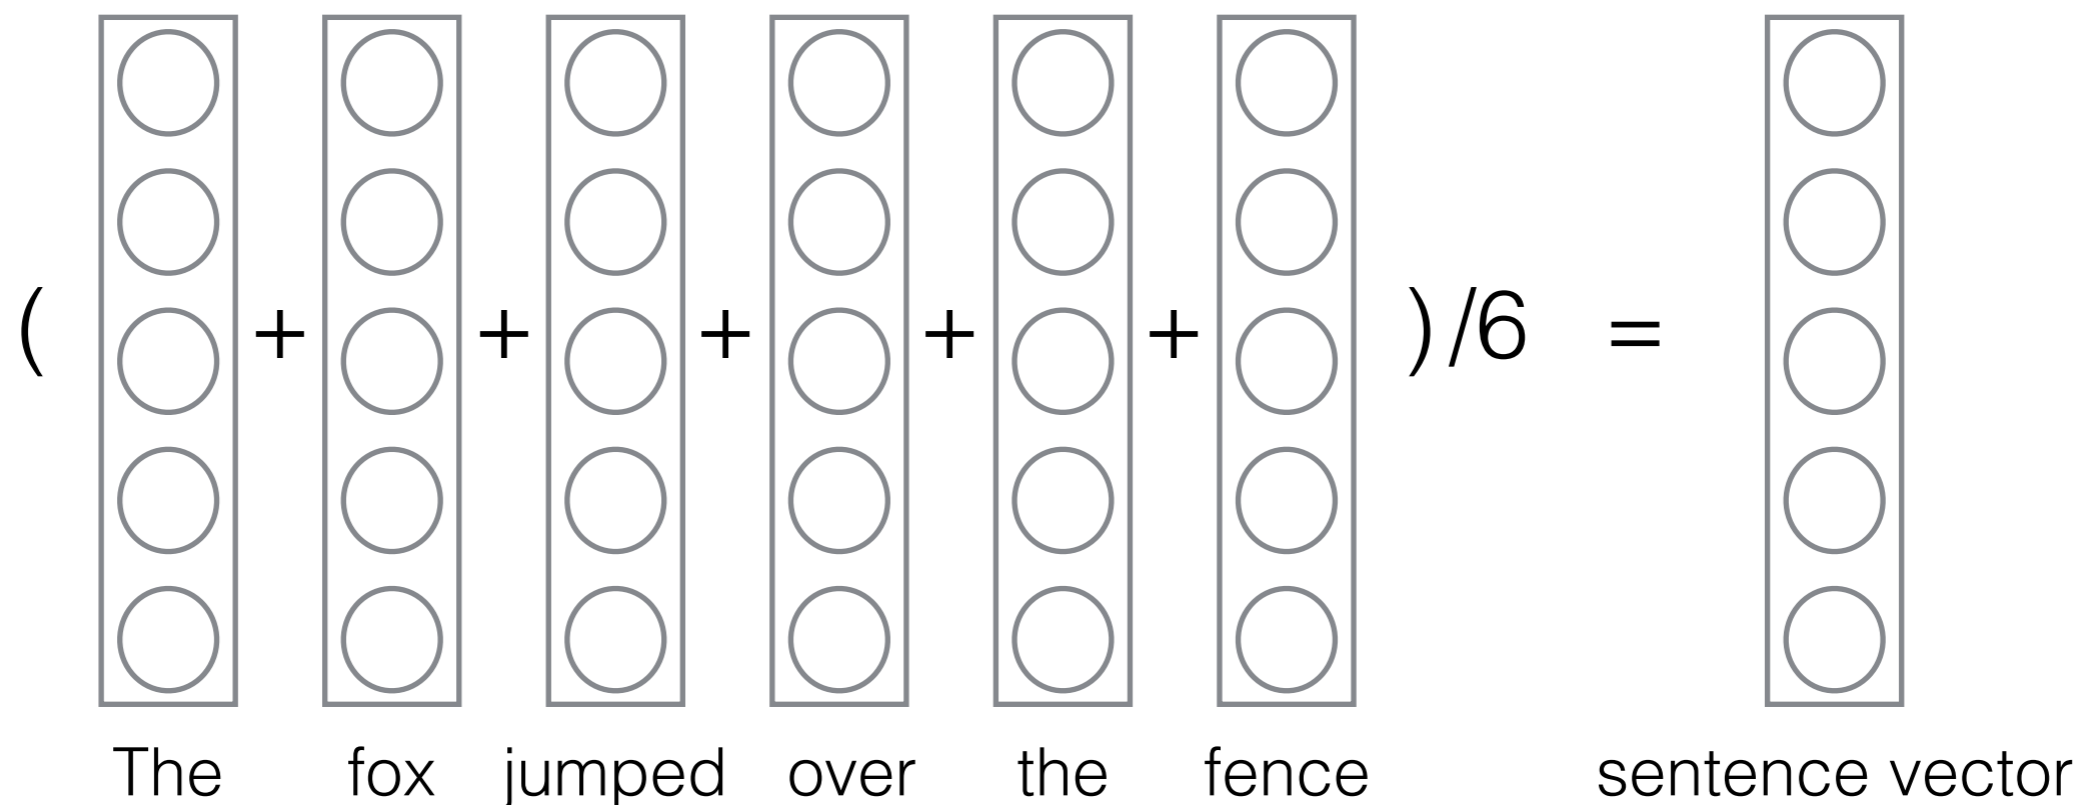 ( + + + + + ) /6 =
The fox jumped over the fence sentence vector